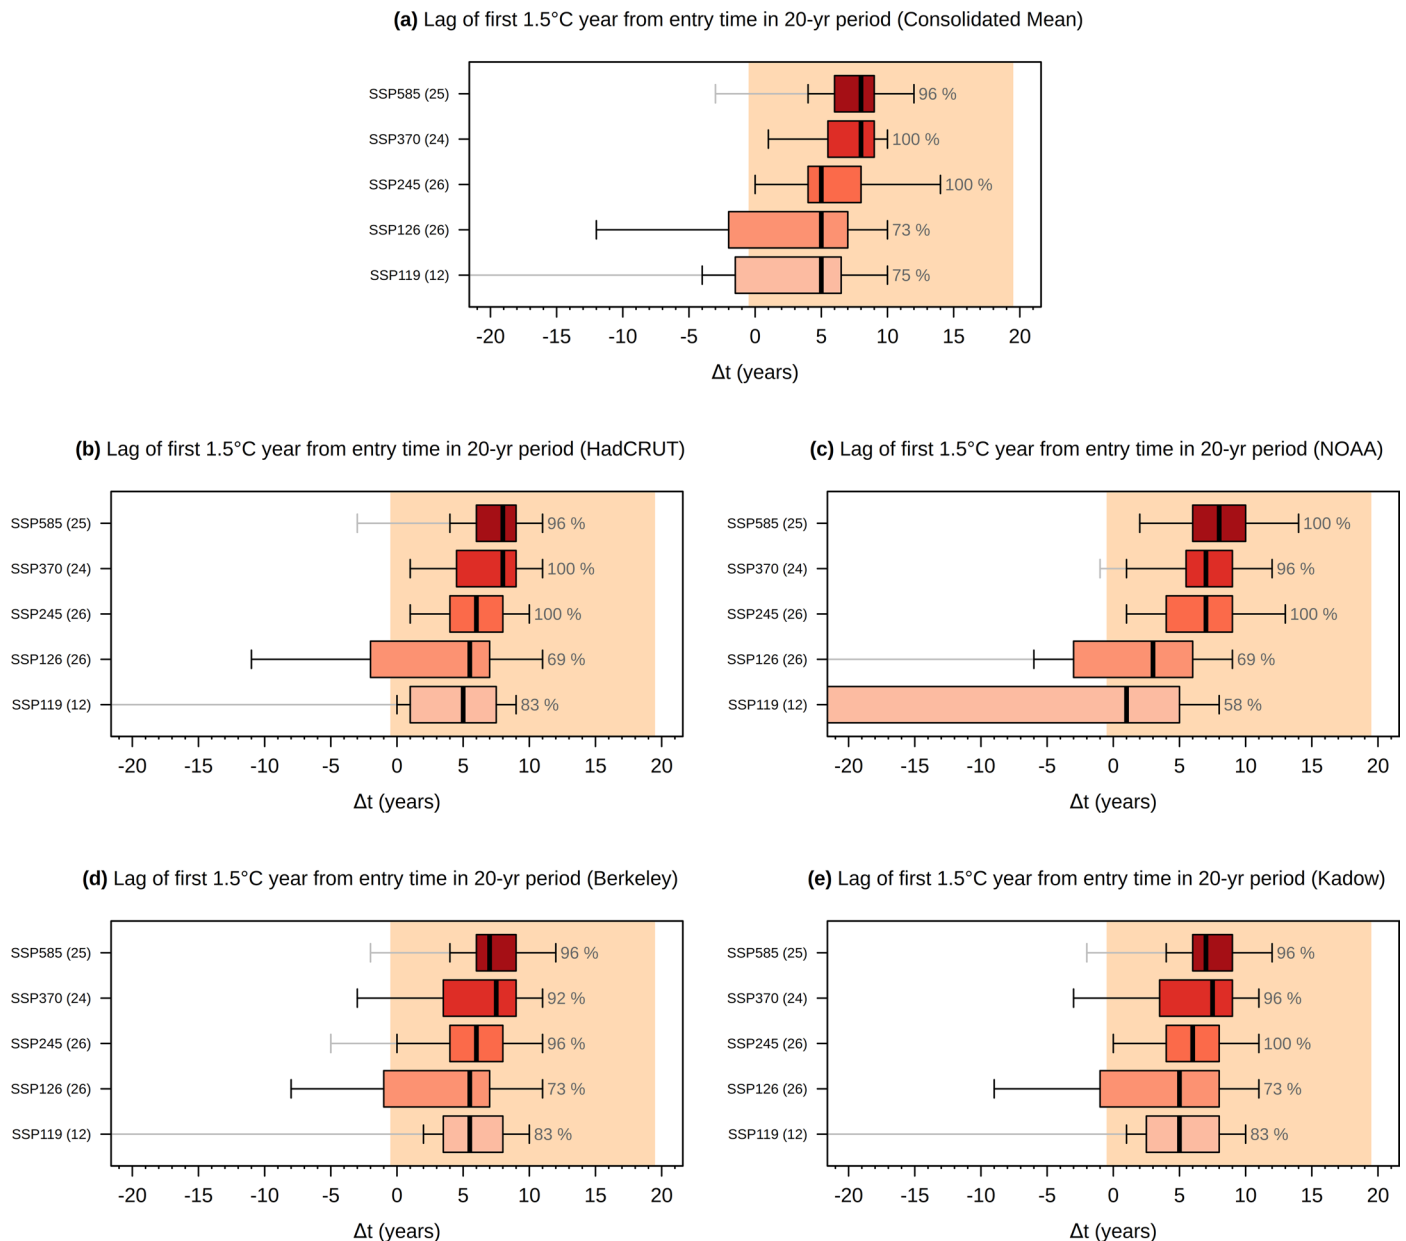 (a) Lag of first 1.5°C year from entry time in 20-yr period (Consolidated Mean)
SSP585 (25) 96 %
SSP370 (24) 100 %
SSP245 (26) 100 %
SSP126 (26) 73 %
SSP119 (12) 75 %
-20 -15 -10 -5 0 5 10 15 20
Δt (years)
(b) Lag of first 1.5°C year from entry time in 20-yr period (HadCRUT)
SSP585 (25) 96 %
SSP370 (24) 100 %
SSP245 (26) 100 %
SSP126 (26) 69 %
SSP119 (12) 83 %
-20 -15 -10 -5 0 5 10 15 20
Δt (years)
(c) Lag of first 1.5°C year from entry time in 20-yr period (NOAA)
SSP585 (25) 100 %
SSP370 (24) 96 %
SSP245 (26) 100 %
SSP126 (26) 69 %
SSP119 (12) 58 %
-20 -15 -10 -5 0 5 10 15 20
Δt (years)
(d) Lag of first 1.5°C year from entry time in 20-yr period (Berkeley)
SSP585 (25) 96 %
SSP370 (24) 92 %
SSP245 (26) 96 %
SSP126 (26) 73 %
SSP119 (12) 83 %
-20 -15 -10 -5 0 5 10 15 20
Δt (years)
(e) Lag of first 1.5°C year from entry time in 20-yr period (Kadow)
SSP585 (25) 96 %
SSP370 (24) 96 %
SSP245 (26) 100 %
SSP126 (26) 73 %
SSP119 (12) 83 %
-20 -15 -10 -5 0 5 10 15 20
Δt (years)